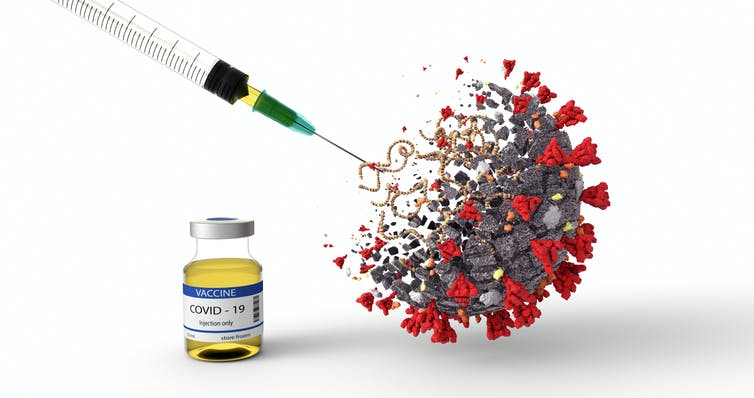 VACCINE
COVID - 19
Injection only
store frozen